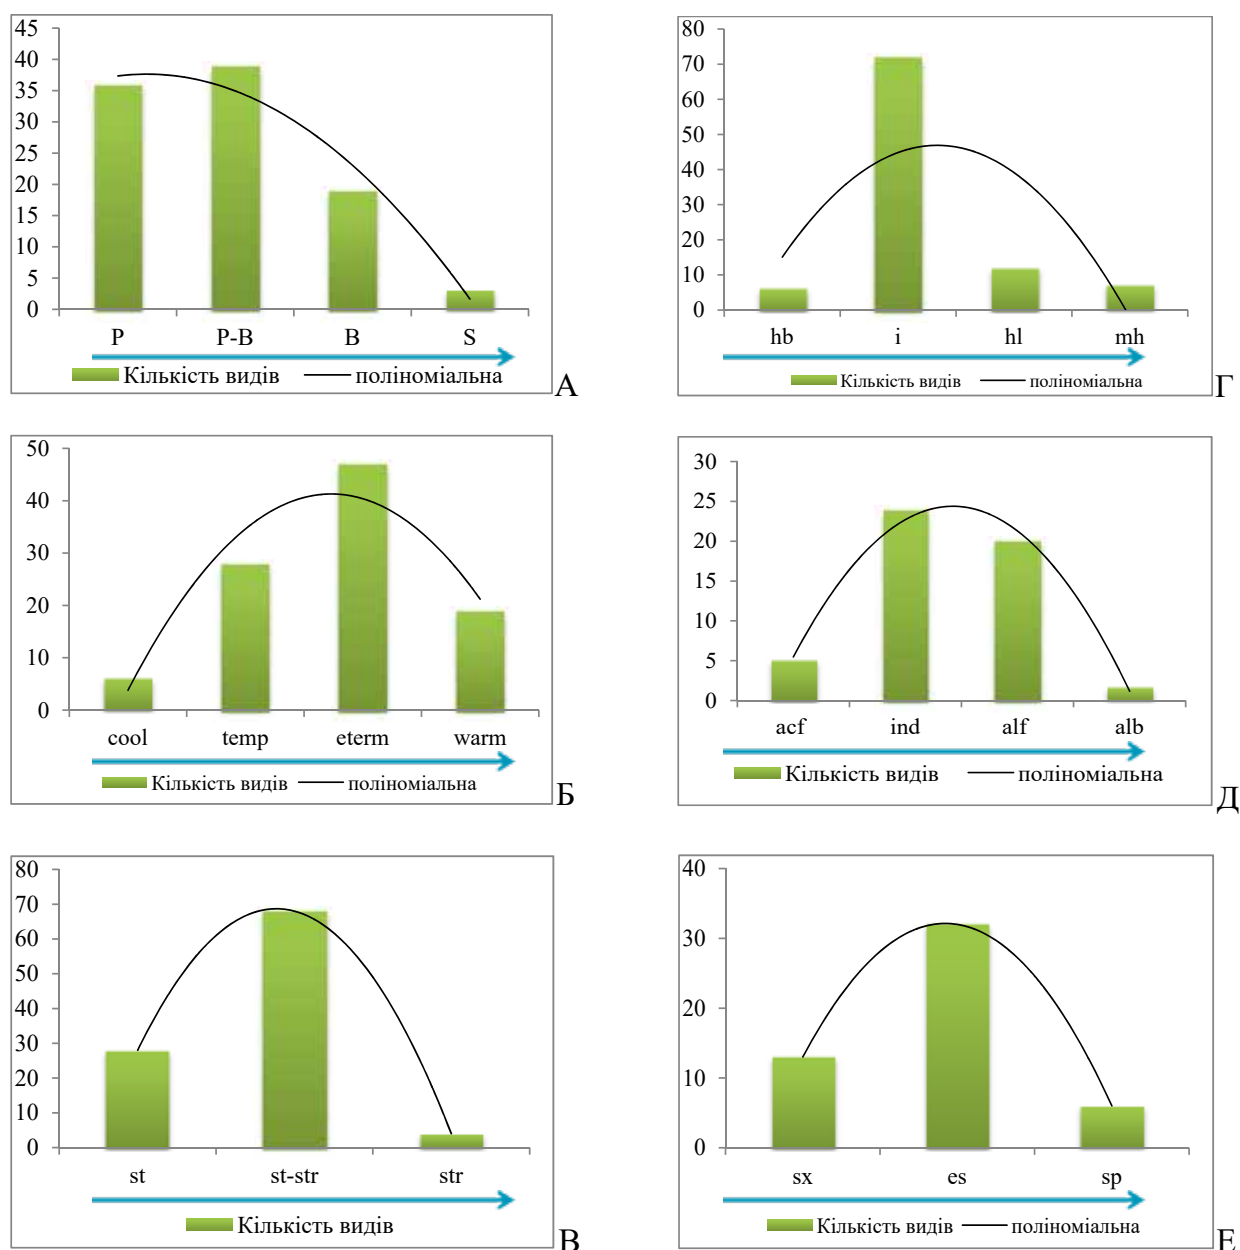 45
40
35
30
25
20
15
10
5
0
P P-B B S
Кількість видів поліноміальна
А
80
70
60
50
40
30
20
10
0
hb i hl mh
Кількість видів поліноміальна
Г
50
40
30
20
10
0
cool temp eterm warm
Кількість видів поліноміальна
Б
30
25
20
15
10
5
0
acf ind alf alb
Кількість видів поліноміальна
Д
80
70
60
50
40
30
20
10
0
st st-str str
Кількість видів
В
40
30
20
10
0
sx es sp
Кількість видів поліноміальна
Е